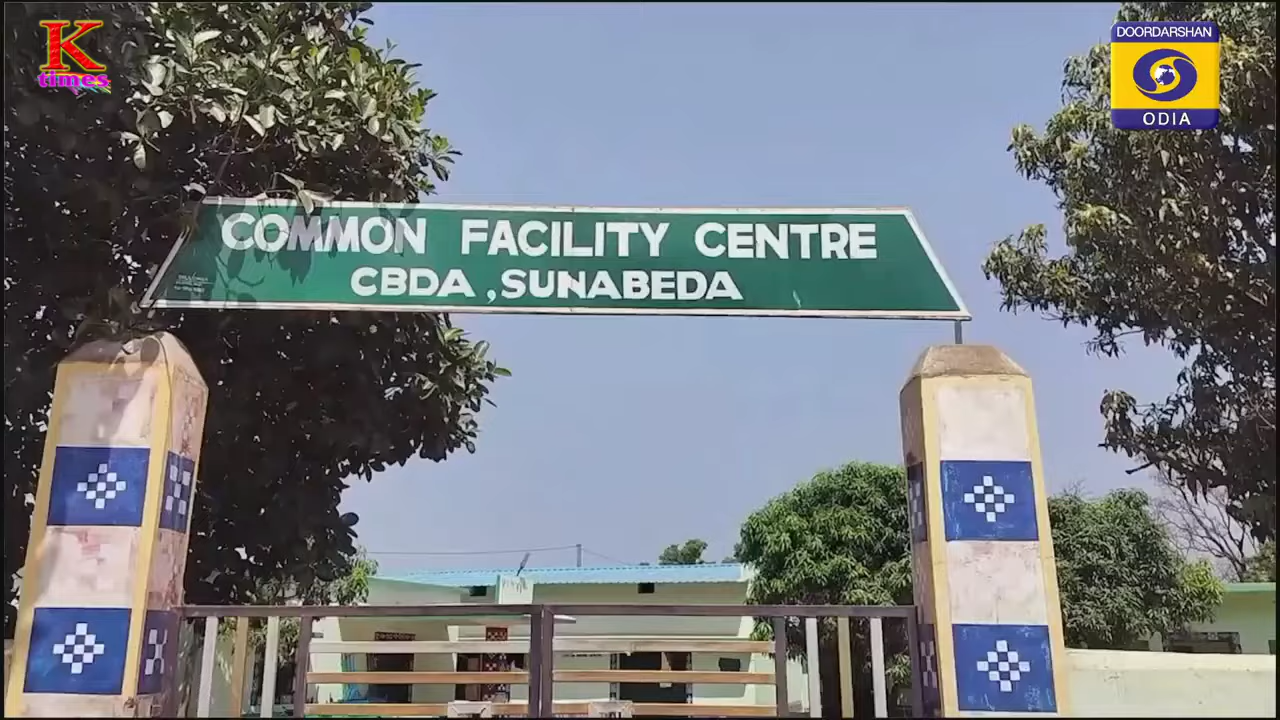 K
times
DOORDARSHAN
ODIA
COMMON FACILITY CENTRE
CBDA , SUNABEDA